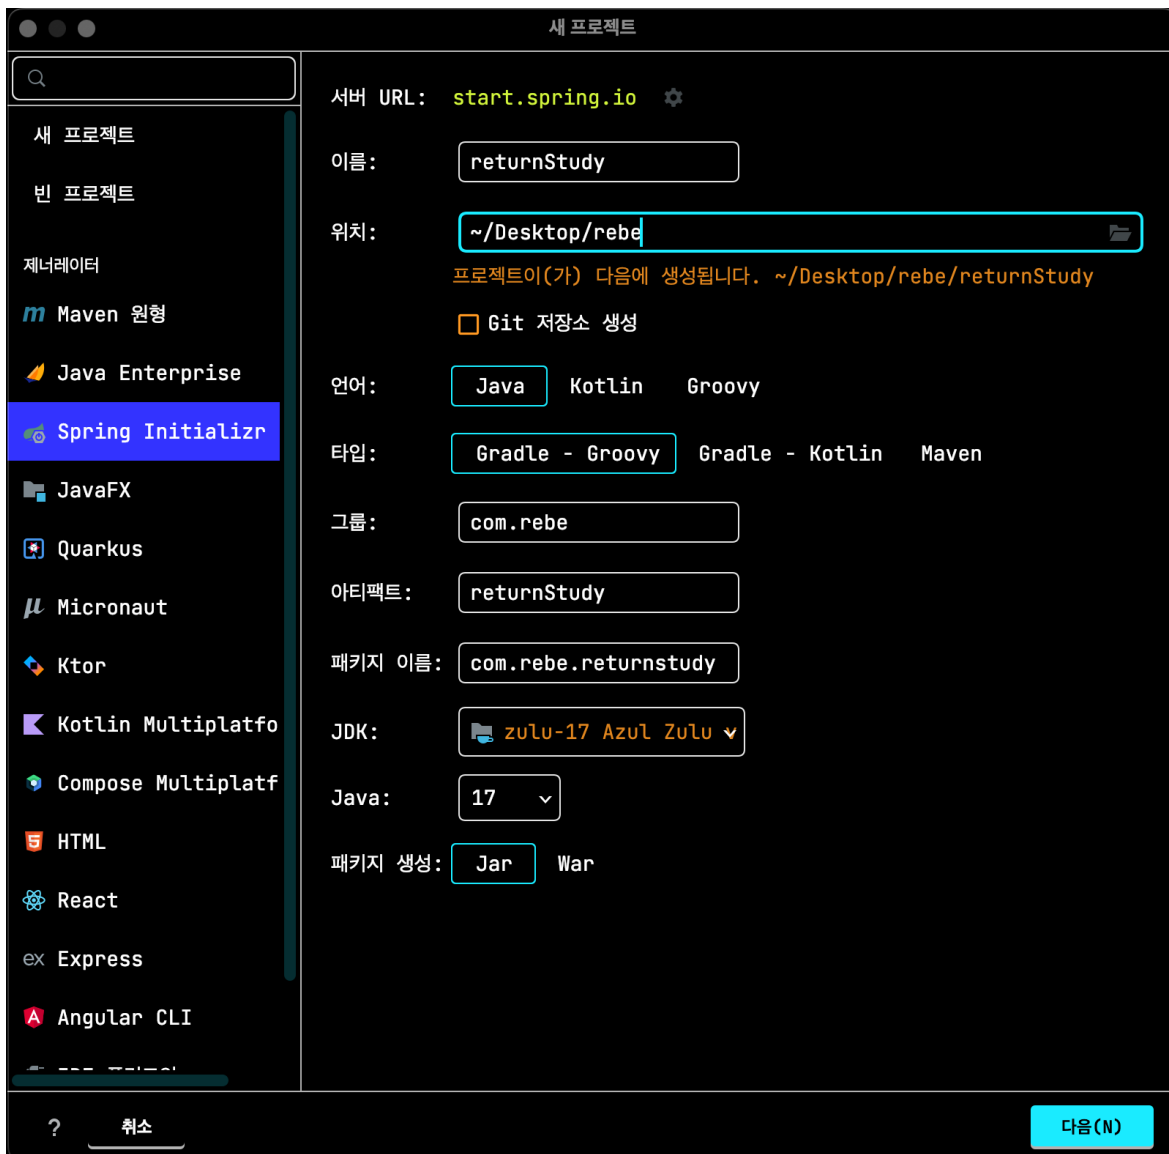 새 프로젝트
새 프로젝트
빈 프로젝트
제너레이터
Maven 원형
Java Enterprise
Spring Initializr
JavaFX
Quarkus
Micronaut
Ktor
Kotlin Multiplatfo
Compose Multiplatf
HTML
React
ex Express
Angular CLI
서버 URL: start.spring.io
이름: returnStudy
위치: ~/Desktop/rebe
프로젝트이(가) 다음에 생성됩니다. ~/Desktop/rebe/returnStudy
Git 저장소 생성
언어: Java Kotlin Groovy
타입: Gradle - Groovy Gradle - Kotlin Maven
그룹: com.rebe
아티팩트: returnStudy
패키지 이름: com.rebe.returnstudy
JDK: zulu-17 Azul Zulu
Java: 17
패키지 생성: Jar War
? 취소 다음(N)